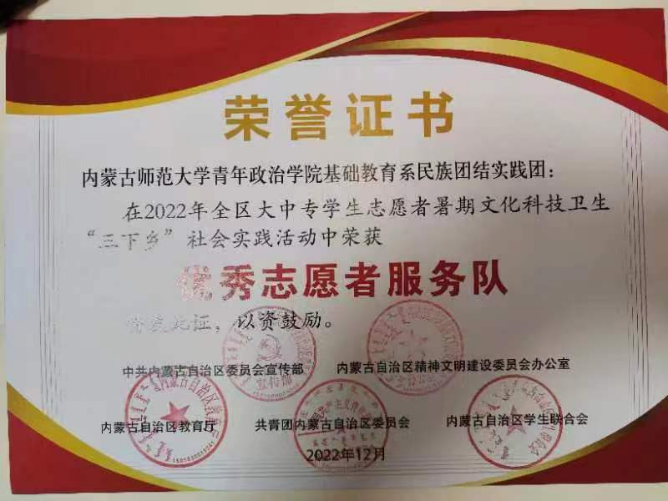 荣誉证书
内蒙古师范大学青年政治学院基础教育系民族团结实践团：
在2022年全区大中专学生志愿者暑期文化科技卫生
“三下乡”社会实践活动中荣获
优秀志愿者服务队
此证，以资鼓励。
中共内蒙古自治区委员会宣传部
内蒙古自治区精神文明建设委员会办公室
宣传部
内蒙古自治区教育厅
共青团内蒙古自治区委员会
内蒙古自治区学生联合会
2022年12月